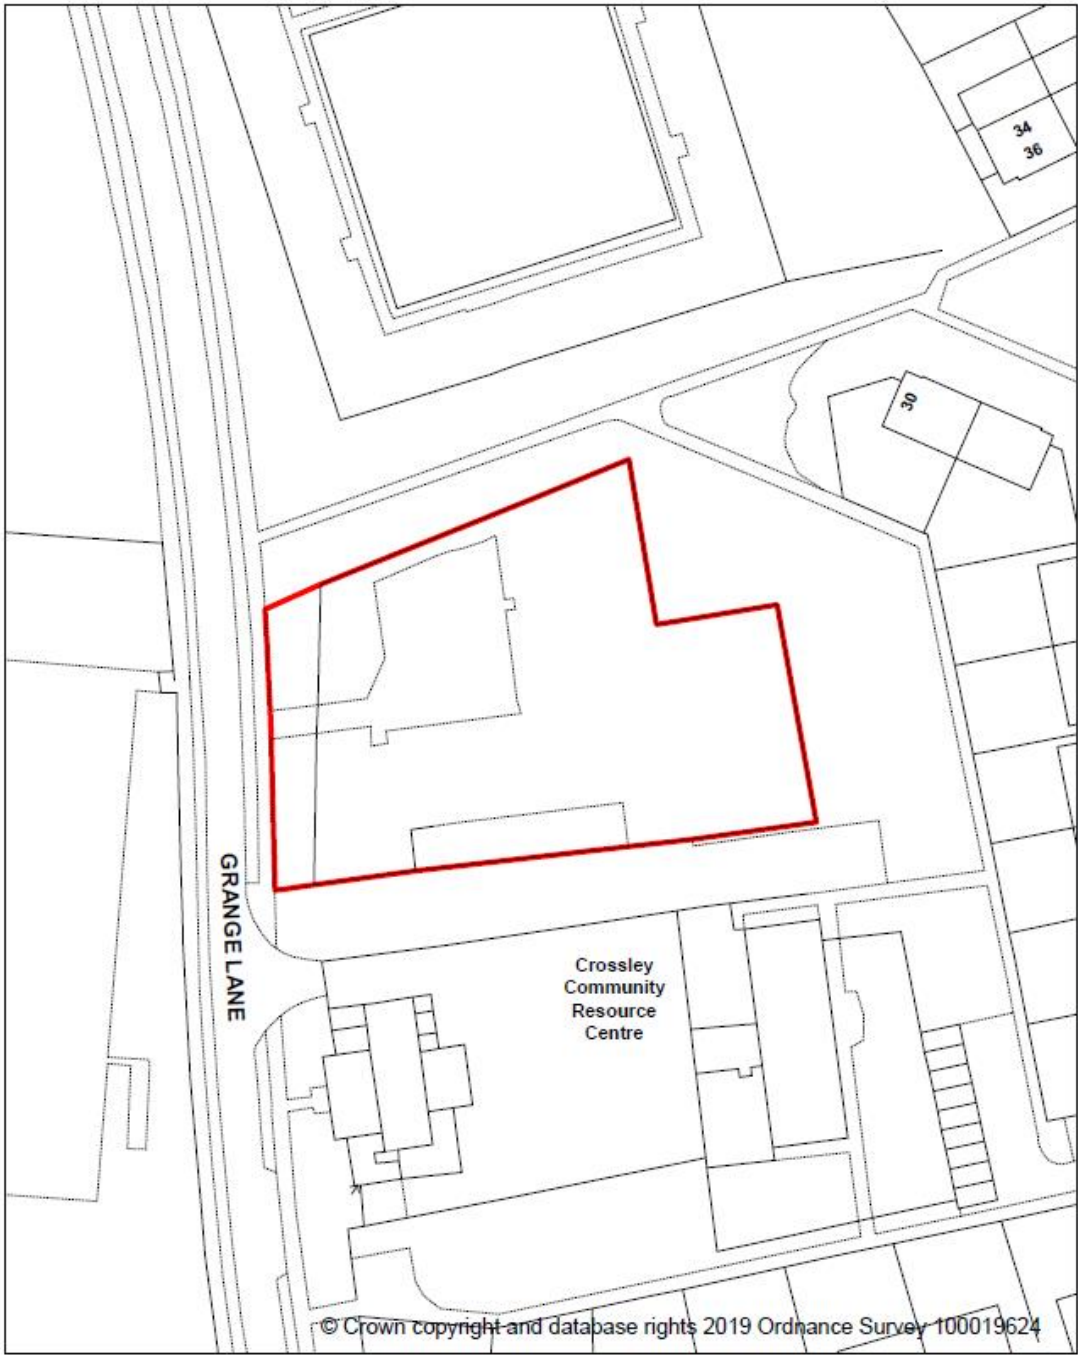 34
36
30
GRANGE LANE
Crossley
Community
Resource
Centre
© Crown copyright and database rights 2019 Ordnance Survey 100019624